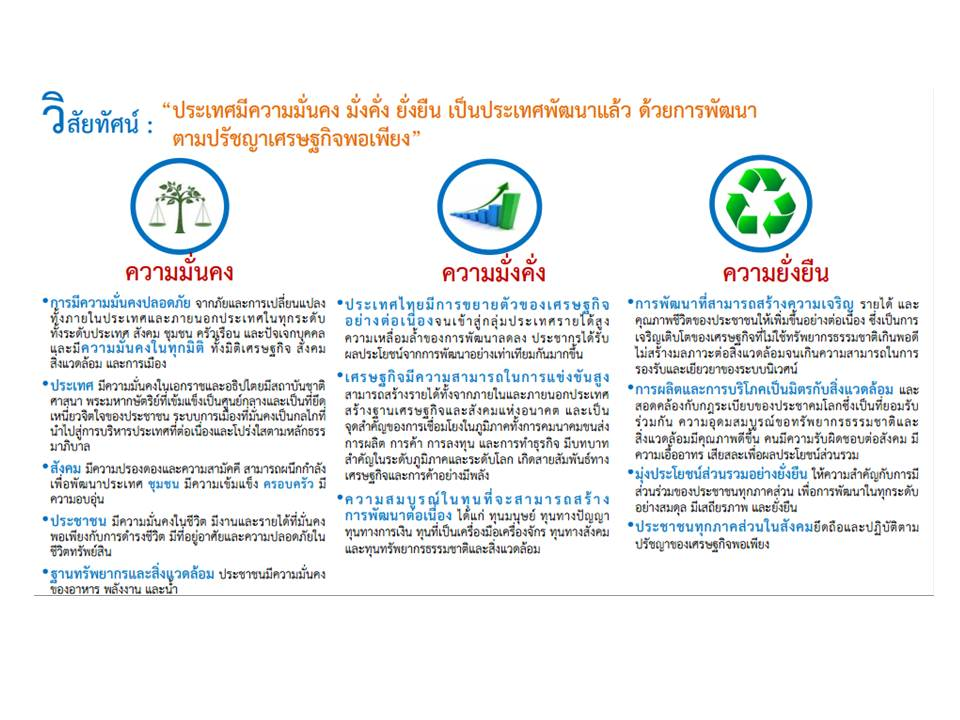 วิสัยทัศน์ : “ประเทศมีความมั่นคง มั่งคั่ง ยั่งยืน เป็นประเทศพัฒนาแล้ว ด้วยการพัฒนา
ตามปรัชญาเศรษฐกิจพอเพียง”
ความมั่นคง
•การมีความมั่นคงปลอดภัย จากภัยและการเปลี่ยนแปลง
ทั้งภายในประเทศและภายนอกประเทศในทุกระดับ
ทั้งระดับประเทศ สังคม ชุมชน ครัวเรือน และปัจเจกบุคคล
และมีความมั่นคงในทุกมิติ ทั้งมิติเศรษฐกิจ สังคม
สิ่งแวดล้อม และการเมือง
•ประเทศ มีความมั่นคงในเอกราชและอธิปไตยมีสถาบันชาติ
ศาสนา พระมหากษัตริย์ที่เข้มแข็งเป็นศูนย์กลางและเป็นที่ยึด
เหนี่ยวจิตใจของประชาชน ระบบการเมืองที่มั่นคงเป็นกลไกที่
นำไปสู่การบริหารประเทศที่ต่อเนื่องและโปร่งใสตามหลักธรร
มาภิบาล
•สังคม มีความปรองดองและความสามัคคี สามารถผนึกกำลัง
เพื่อพัฒนาประเทศ ชุมชน มีความเข้มแข็ง ครอบครัว มี
ความอบอุ่น
•ประชาชน มีความมั่นคงในชีวิต มีงานและรายได้ที่มั่นคง
พอเพียงกับการดำรงชีวิต มีที่อยู่อาศัยและความปลอดภัยใน
ชีวิตทรัพย์สิน
•ฐานทรัพยากรและสิ่งแวดล้อม ประชาชนมีความมั่นคง
ของอาหาร พลังงาน และน้ำ
ความมั่งคั่ง
•ประเทศไทยมีการขยายตัวของเศรษฐกิจ
อย่างต่อเนื่องจนเข้าสู่กลุ่มประเทศรายได้สูง
ความเหลื่อมล้ำของการพัฒนาลดลง ประชากรได้รับ
ผลประโยชน์จากการพัฒนาอย่างเท่าเทียมกันมากขึ้น
•เศรษฐกิจมีความสามารถในการแข่งขันสูง
สามารถสร้างรายได้ทั้งจากภายในและภายนอกประเทศ
สร้างฐานเศรษฐกิจและสังคมแห่งอนาคต และเป็น
จุดสำคัญของการเชื่อมโยงในภูมิภาคทั้งการคมนาคมขนส่ง
การผลิต การค้า การลงทุน และการทำธุรกิจ มีบทบาท
สำคัญในระดับภูมิภาคและระดับโลก เกิดสายสัมพันธ์ทาง
เศรษฐกิจและการค้าอย่างมีพลัง
•ความสมบูรณ์ในทุนที่จะสามารถสร้าง
การพัฒนาต่อเนื่อง ได้แก่ ทุนมนุษย์ ทุนทางปัญญา
ทุนทางการเงิน ทุนที่เป็นเครื่องมือเครื่องจักร ทุนทางสังคม
และทุนทรัพยากรธรรมชาติและสิ่งแวดล้อม
ความยั่งยืน
•การพัฒนาที่สามารถสร้างความเจริญ รายได้ และ
คุณภาพชีวิตของประชาชนให้เพิ่มขึ้นอย่างต่อเนื่อง ซึ่งเป็นการ
เจริญเติบโตของเศรษฐกิจที่ไม่ใช้ทรัพยากรธรรมชาติเกินพอดี
ไม่สร้างมลภาวะต่อสิ่งแวดล้อมจนเกินความสามารถในการ
รองรับและเยียวยาของระบบนิเวศน์
•การผลิตและการบริโภคเป็นมิตรกับสิ่งแวดล้อม และ
สอดคล้องกับกฎระเบียบของประชาคมโลกซึ่งเป็นที่ยอมรับ
ร่วมกัน ความอุดมสมบูรณ์ของทรัพยากรธรรมชาติและ
สิ่งแวดล้อมมีคุณภาพดีขึ้น คนมีความรับผิดชอบต่อสังคม มี
ความเอื้ออาทร เสียสละเพื่อผลประโยชน์ส่วนรวม
•มุ่งประโยชน์ส่วนรวมอย่างยั่งยืน ให้ความสำคัญกับการมี
ส่วนร่วมของประชาชนทุกภาคส่วน เพื่อการพัฒนาในทุกระดับ
อย่างสมดุล มีเสถียรภาพ และยั่งยืน
•ประชาชนทุกภาคส่วนในสังคมยึดถือและปฏิบัติตาม
ปรัชญาของเศรษฐกิจพอเพียง